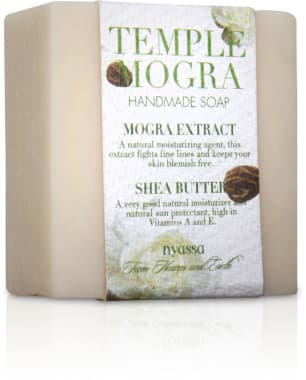 TEMPLE
MOGRA
HANDMADE SOAP
MOGRA EXTRACT
A natural moisturizing agent, this
extract fights fine lines and keeps your
skin blemish free.
SHEA BUTTER
A very good natural moisturizer and
natural sun protectant, high in
Vitamins A and E.
nyassa
From Heaven and Earth